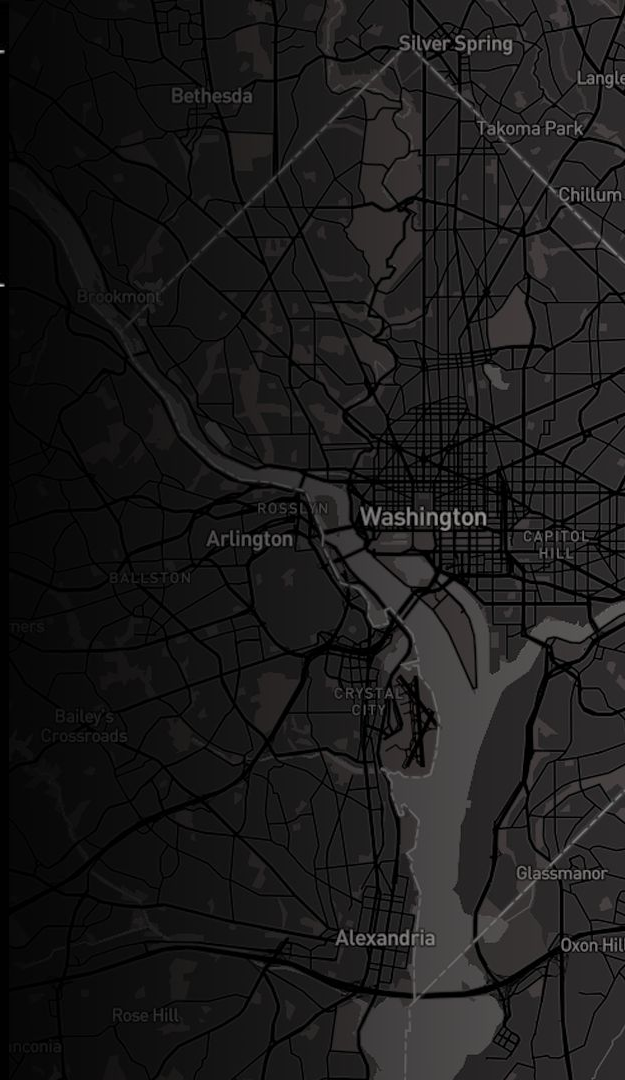 Silver Spring
Langle
Bethesda
Takoma Park
Chillum
Brookmont
ROSSLYN
Washington
Arlington
CAPITOL
HILL
BALLSTON
ners
CRYSTAL
CITY
Bailey's
Crossroads
Glassmanor
Alexandria
Oxon Hill
Rose Hill
nconia